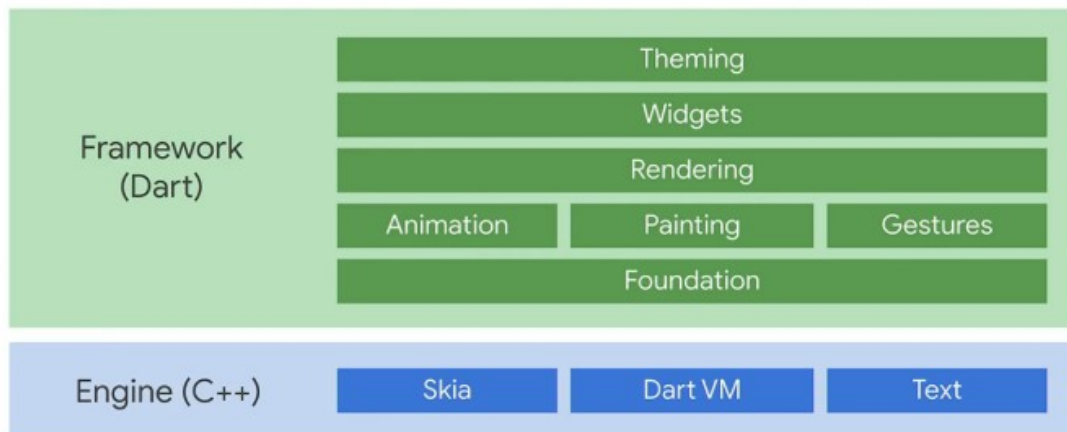 Theming
Widgets
Framework
(Dart)
Rendering
Animation
Painting
Gestures
Foundation
Engine (C++)
Skia
Dart VM
Text